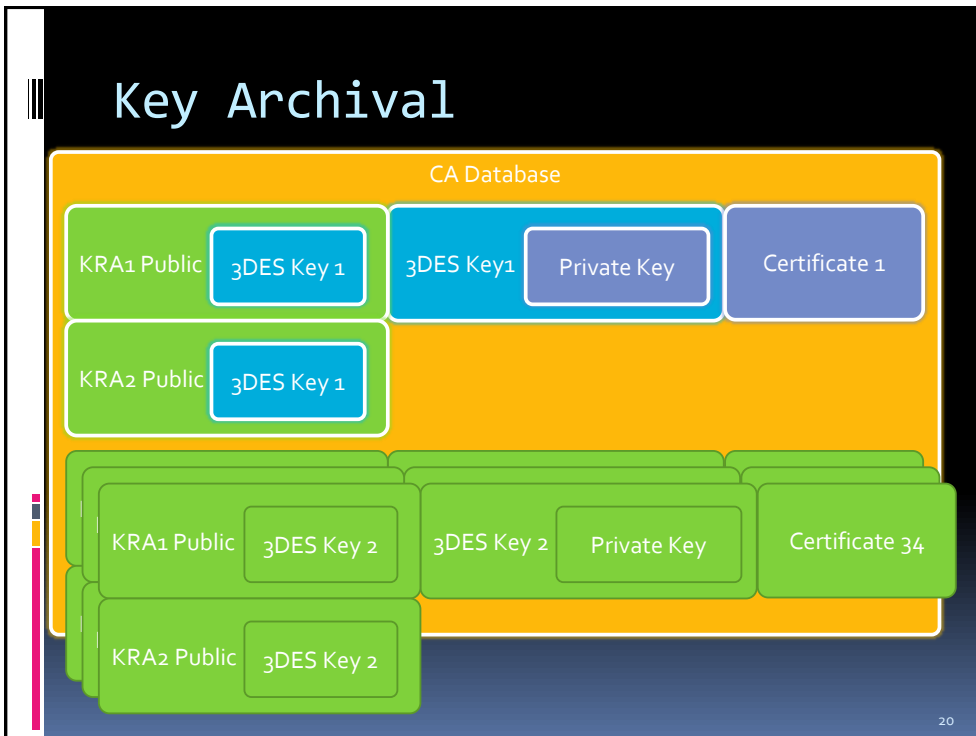 Key Archival
CA Database
KRA1 Public
3DES Key 1
3DES Key1
Private Key
Certificate 1
KRA2 Public
3DES Key 1
KRA1 Public
3DES Key 2
3DES Key 2
Private Key
Certificate 34
KRA2 Public
3DES Key 2
20